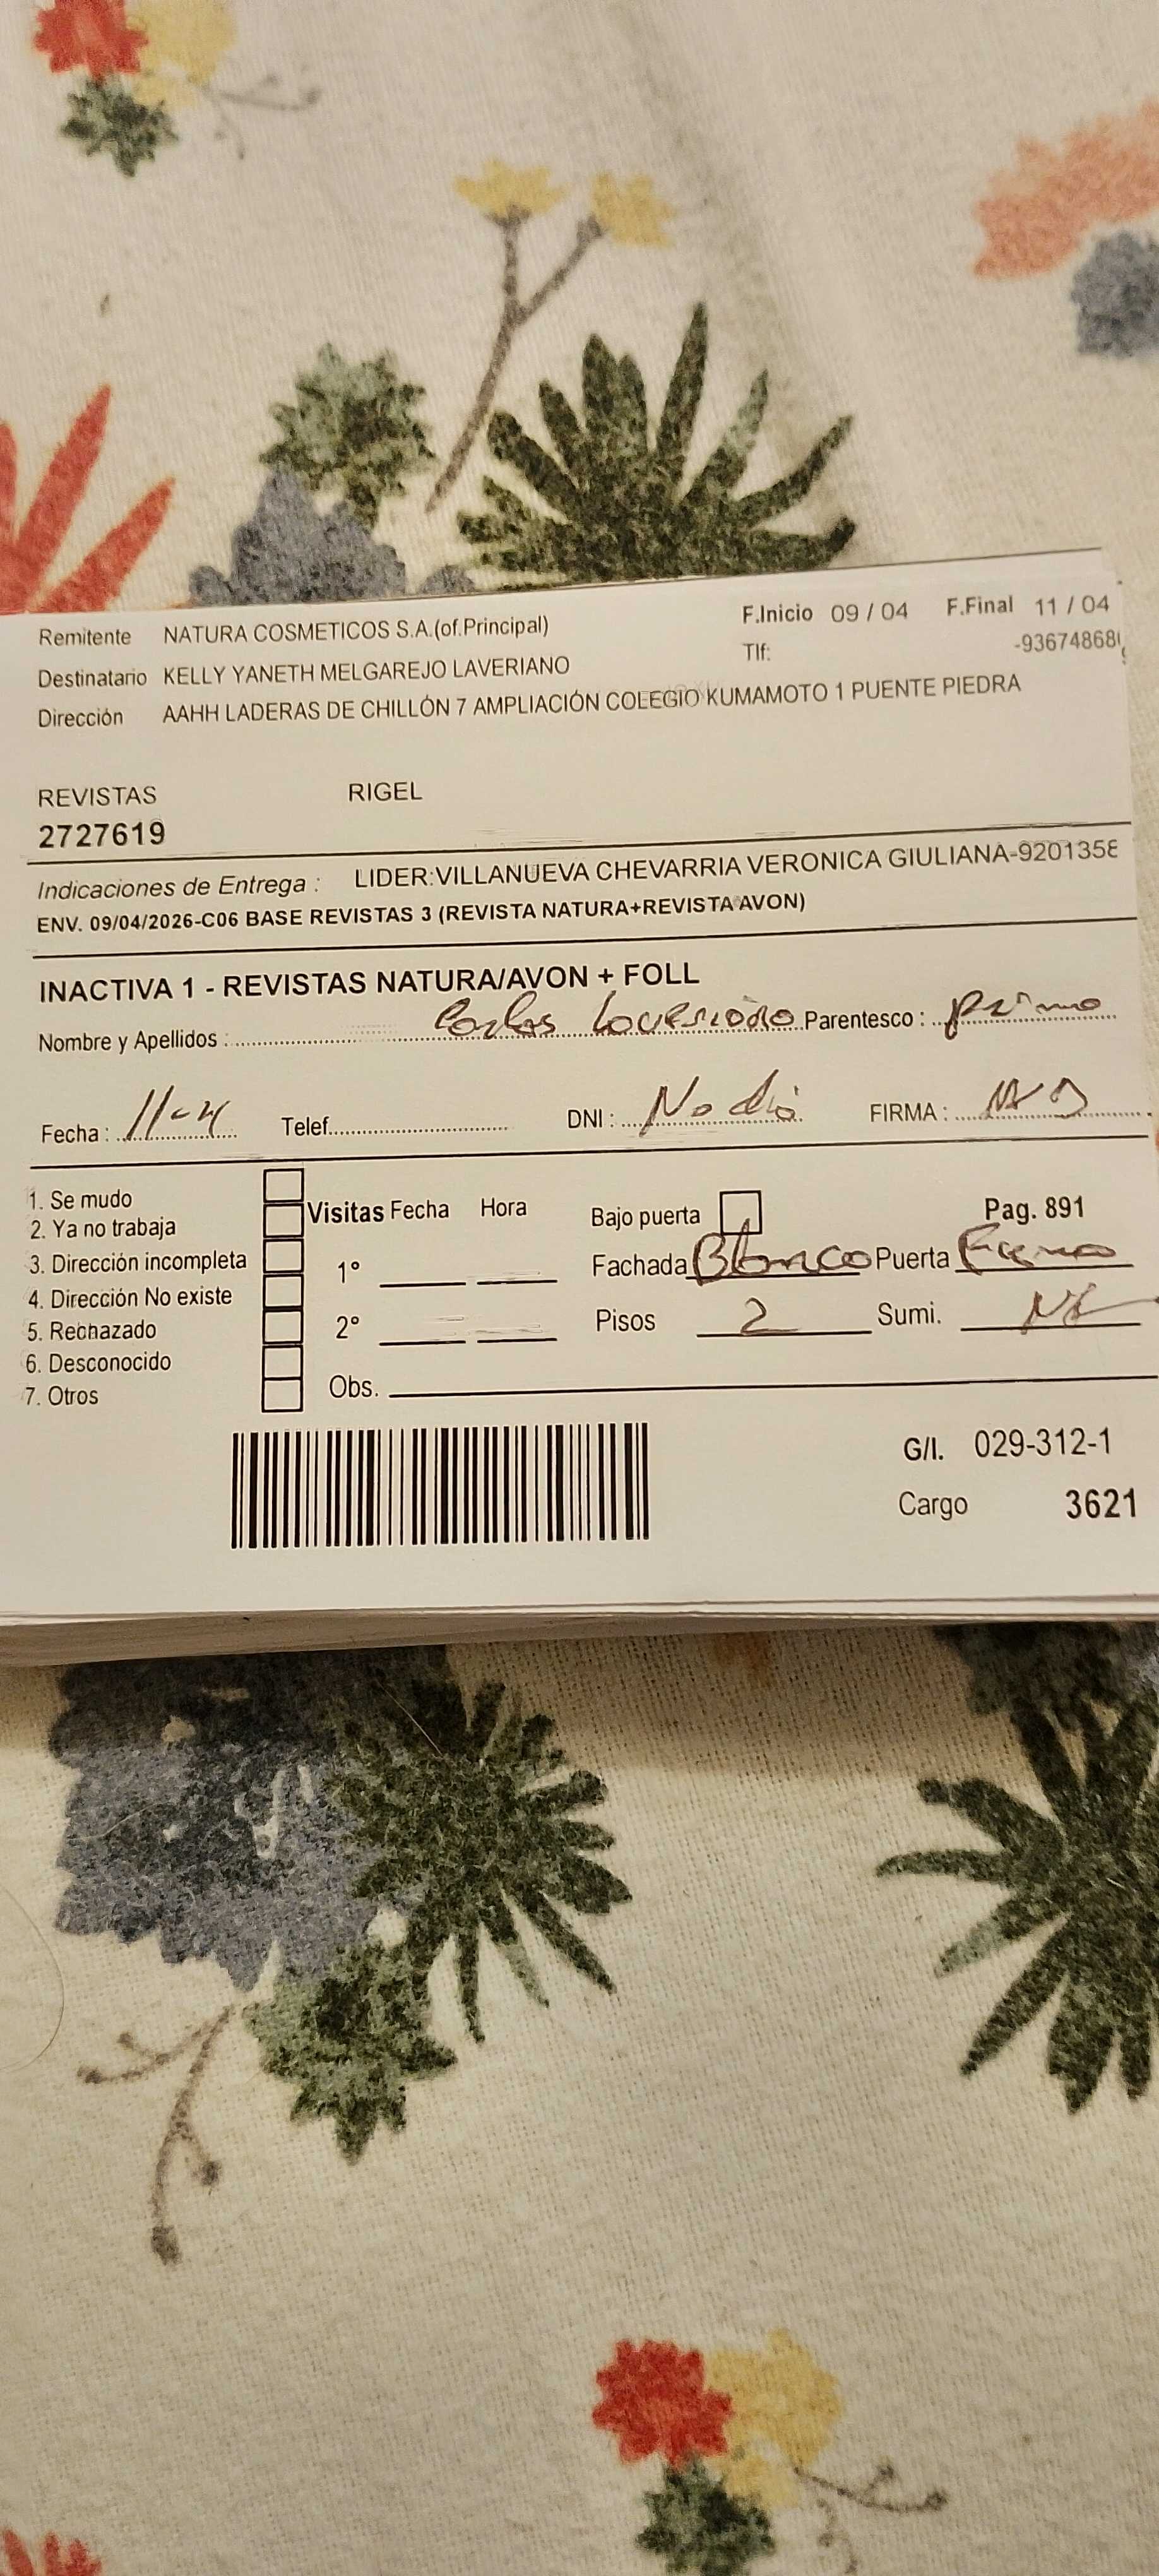 Remitente NATURA COSMETICOS S.A.(of.Principal) F.Inicio 09 / 04 F.Final 11 / 04
Destinatario KELLY YANETH MELGAREJO LAVERIANO Tlf: -93674868
Dirección AAHH LADERAS DE CHILLÓN 7 AMPLIACIÓN COLEGIO KUMAMOTO 1 PUENTE PIEDRA
REVISTAS RIGEL
2727619
Indicaciones de Entrega : LIDER:VILLANUEVA CHEVARRIA VERONICA GIULIANA-9201358
ENV. 09/04/2026-C06 BASE REVISTAS 3 (REVISTA NATURA+REVISTA AVON)
INACTIVA 1 - REVISTAS NATURA/AVON + FOLL
Nombre y Apellidos : Carlos Laveriano Parentesco : primo
Fecha : 11-4 Telef. DNI : No dio FIRMA :
1. Se mudo
2. Ya no trabaja
3. Dirección incompleta
4. Dirección No existe
5. Rechazado
6. Desconocido
7. Otros
Visitas Fecha Hora
1°
2°
Obs.
Bajo puerta Pag. 891
Fachada Blanco Puerta
Pisos 2 Sumi.
G/I. 029-312-1
Cargo 3621